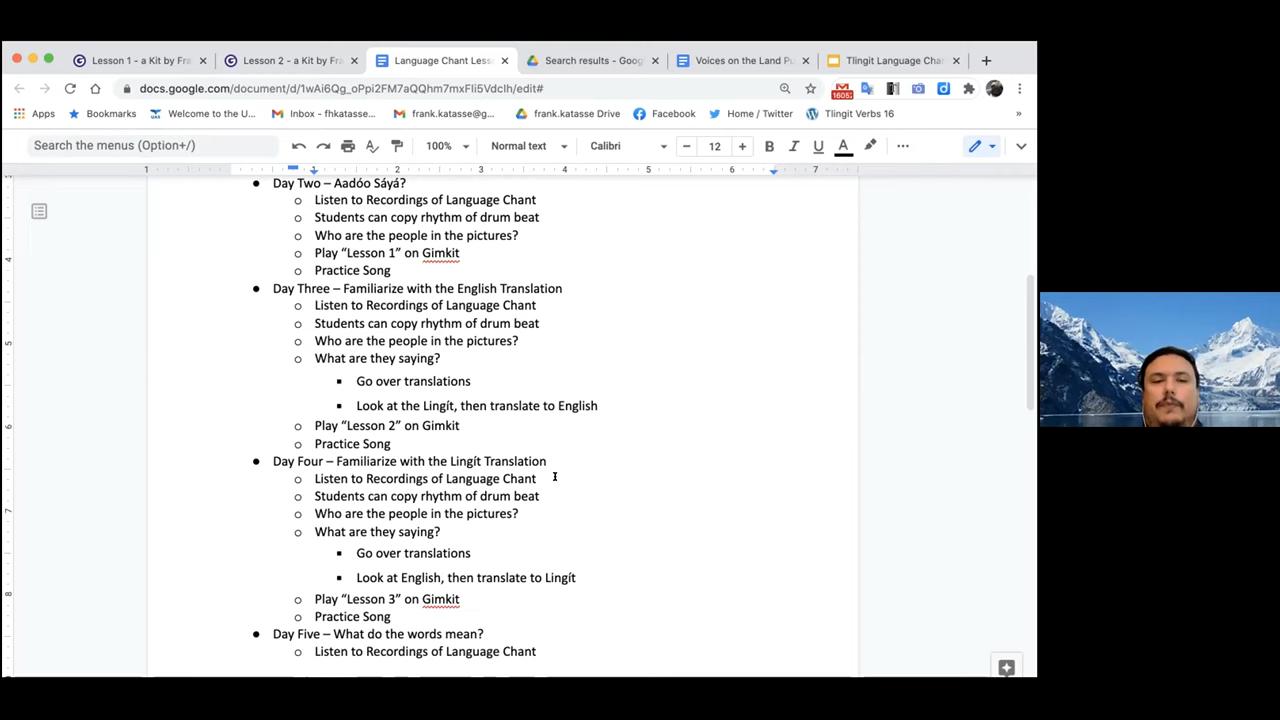 Lesson 1 - a Kit by Fra
Lesson 2 - a Kit by Fra
Language Chant Less
Search results - Goog
Voices on the Land Pu
Tlingit Language Cha
docs.google.com/document/d/1wAi6Qg_oPpi2FM7aQQhm7mxFIi5VdcIh/edit#
Apps
Bookmarks
Welcome to the U...
Inbox - fhkatasse...
frank.katasse@g...
frank.katasse Drive
Facebook
Home / Twitter
Tlingit Verbs 16
Search the menus (Option+/)
100%
Normal text
Calibri
12
1 2 3 4 5 6 7
Day Two – Aadóo Sáyá?
Listen to Recordings of Language Chant
Students can copy rhythm of drum beat
Who are the people in the pictures?
Play “Lesson 1” on Gimkit
Practice Song
Day Three – Familiarize with the English Translation
Listen to Recordings of Language Chant
Students can copy rhythm of drum beat
Who are the people in the pictures?
What are they saying?
Go over translations
Look at the Lingít, then translate to English
Play “Lesson 2” on Gimkit
Practice Song
Day Four – Familiarize with the Lingít Translation
Listen to Recordings of Language Chant
Students can copy rhythm of drum beat
Who are the people in the pictures?
What are they saying?
Go over translations
Look at English, then translate to Lingít
Play “Lesson 3” on Gimkit
Practice Song
Day Five – What do the words mean?
Listen to Recordings of Language Chant